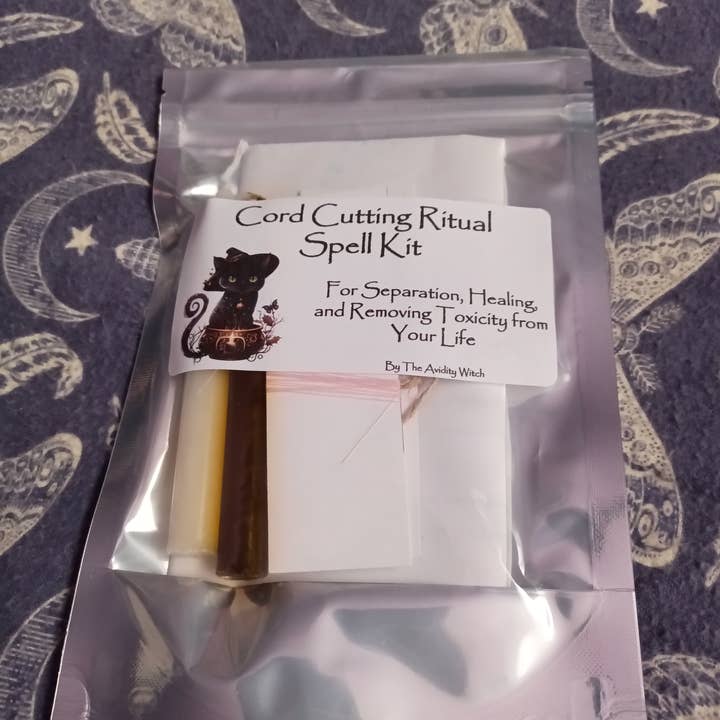 Cord Cutting Ritual
Spell Kit
For Separation, Healing,
and Removing Toxicity from
Your Life
By The Avidity Witch